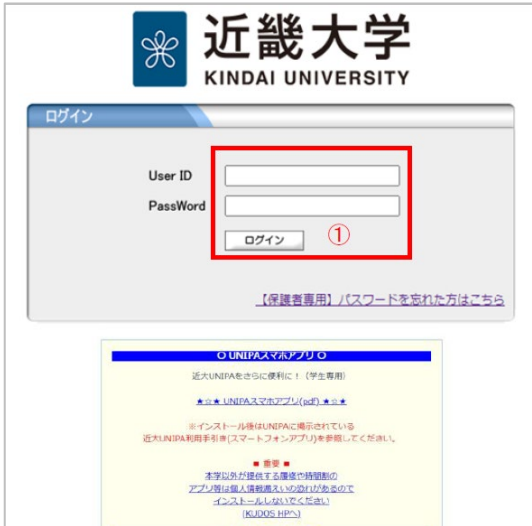 近畿大学
KINDAI UNIVERSITY
ログイン
User ID
PassWord
ログイン
①
【保護者専用】パスワードを忘れた方はこちら
○ UNIPAスマホアプリ ○
近大UNIPAをさらに便利に！（学生専用）
★☆★ UNIPAスマホアプリ(pdf) ★☆★
※インストール後はUNIPAに掲示されている
近大UNIPA利用手引き(スマートフォンアプリ)を参照してください。
■ 重要 ■
本学以外が提供する履修や時間割の
アプリ等は個人情報漏えいの恐れがあるので
インストールしないでください
(KUDOS HPへ)